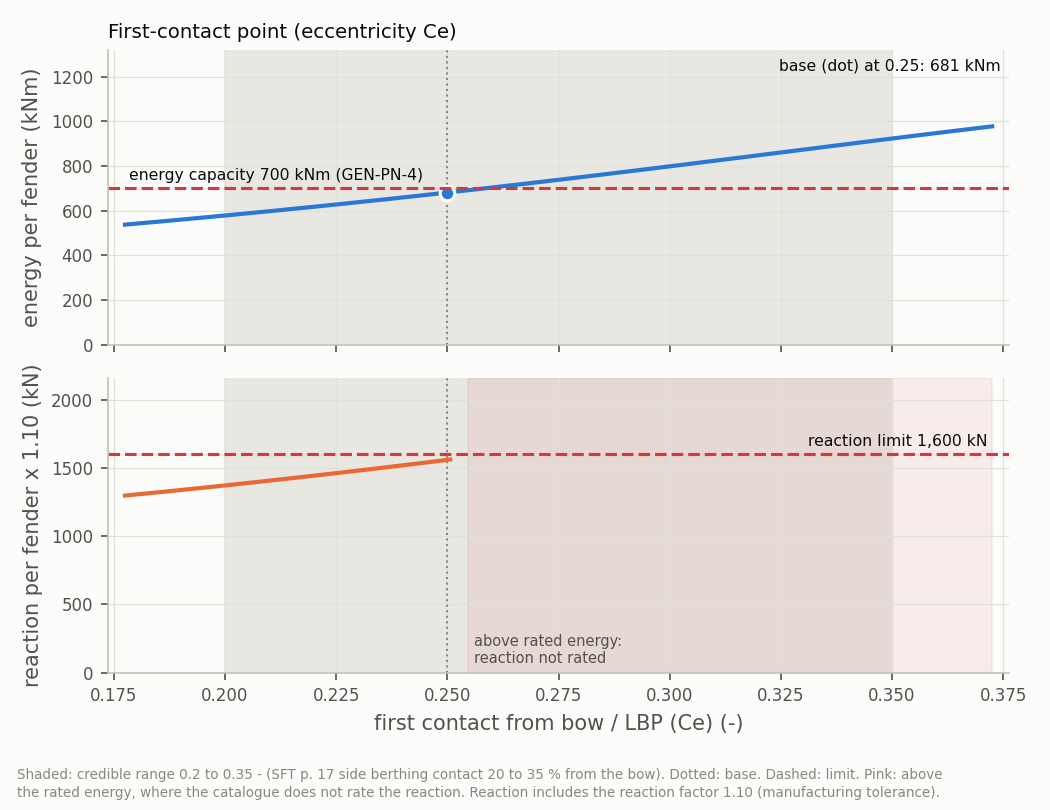 First-contact point (eccentricity Ce)
energy per fender (kNm)
1200
1000
800
600
400
200
0
base (dot) at 0.25: 681 kNm
energy capacity 700 kNm (GEN-PN-4)
reaction per fender x 1.10 (kN)
2000
1500
1000
500
0
reaction limit 1,600 kN
above rated energy:
reaction not rated
0.175 0.200 0.225 0.250 0.275 0.300 0.325 0.350 0.375
first contact from bow / LBP (Ce) (-)
Shaded: credible range 0.2 to 0.35 - (SFT p. 17 side berthing contact 20 to 35 % from the bow). Dotted: base. Dashed: limit. Pink: above
the rated energy, where the catalogue does not rate the reaction. Reaction includes the reaction factor 1.10 (manufacturing tolerance).